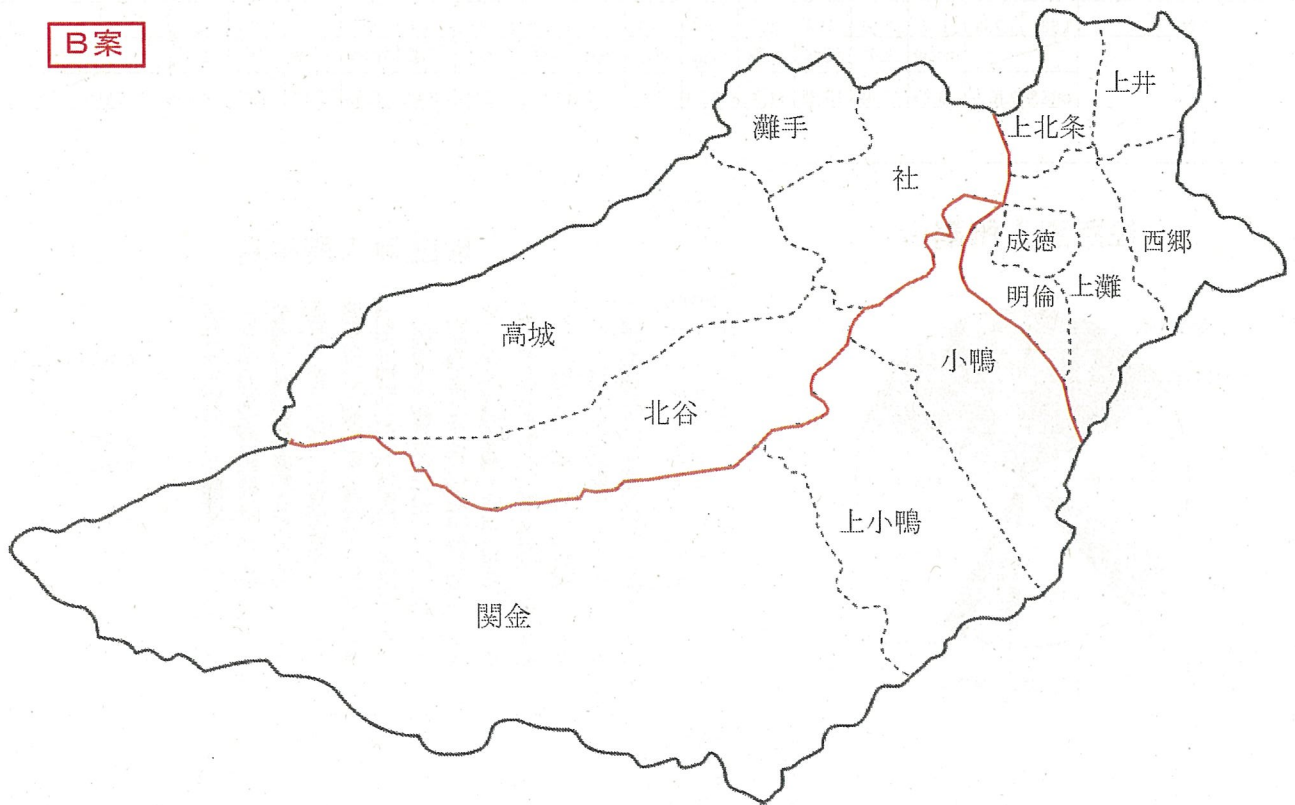 B案
上井
灘手
上北条
社
成徳
西郷
明倫
上灘
高城
小鴨
北谷
上小鴨
関金